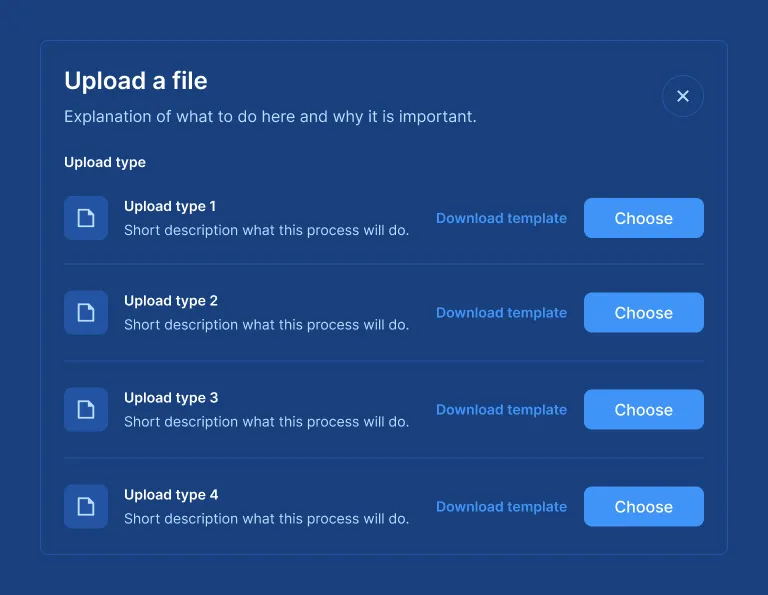 Upload a file
Explanation of what to do here and why it is important.
Upload type
Upload type 1
Short description what this process will do.
Download template
Choose
Upload type 2
Short description what this process will do.
Download template
Choose
Upload type 3
Short description what this process will do.
Download template
Choose
Upload type 4
Short description what this process will do.
Download template
Choose